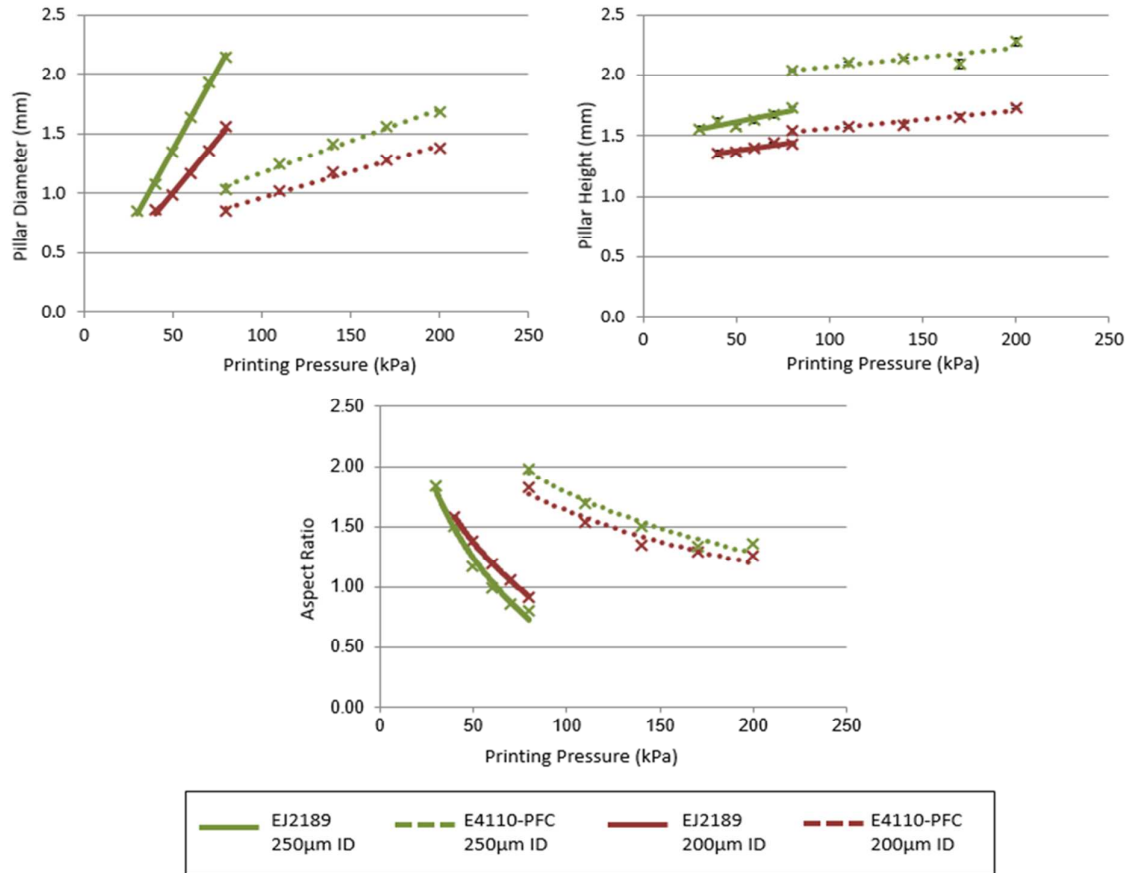 2.5
2.0
1.5
1.0
0.5
0.0
0 50 100 150 200 250
Pillar Diameter (mm)
Printing Pressure (kPa)
2.5
2.0
1.5
1.0
0.5
0.0
0 50 100 150 200 250
Pillar Height (mm)
Printing Pressure (kPa)
2.50
2.00
1.50
1.00
0.50
0.00
0 50 100 150 200 250
Aspect Ratio
Printing Pressure (kPa)
EJ2189
250µm ID
E4110-PFC
250µm ID
EJ2189
200µm ID
E4110-PFC
200µm ID